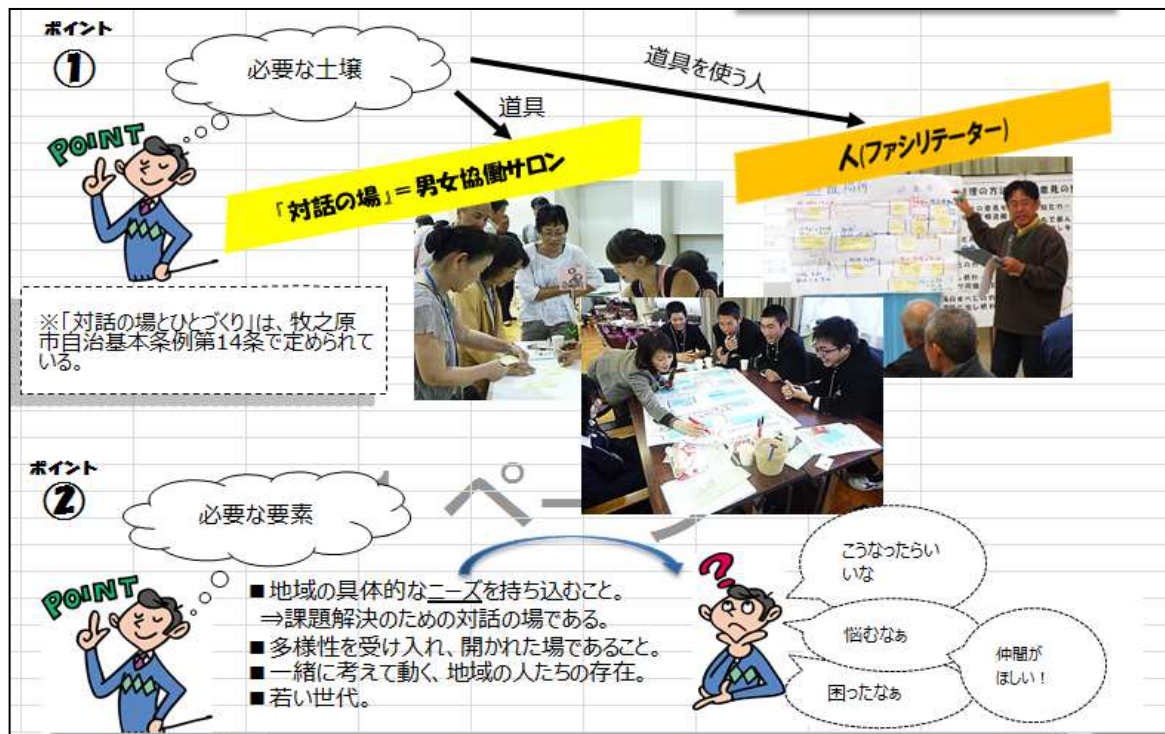 ポイント
①
必要な土壌
道具を使う人
道具
POINT
『対話の場』＝男女協働サロン
人(ファシリテーター)
※「対話の場とひとづくり」は、牧之原
市自治基本条例第14条で定められて
いる。
ポイント
②
必要な要素
ペー
POINT
■地域の具体的なニーズを持ち込むこと。
⇒課題解決のための対話の場である。
■多様性を受け入れ、開かれた場であること。
■一緒に考えて動く、地域の人たちの存在。
■若い世代。
?
こうなったらい
いな
悩むなぁ
困ったなぁ
仲間が
ほしい！